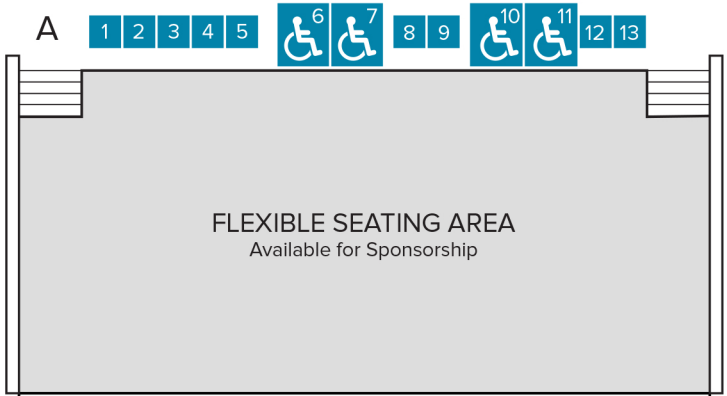 A 1 2 3 4 5 6 7 8 9 10 11 12 13
FLEXIBLE SEATING AREA
Available for Sponsorship